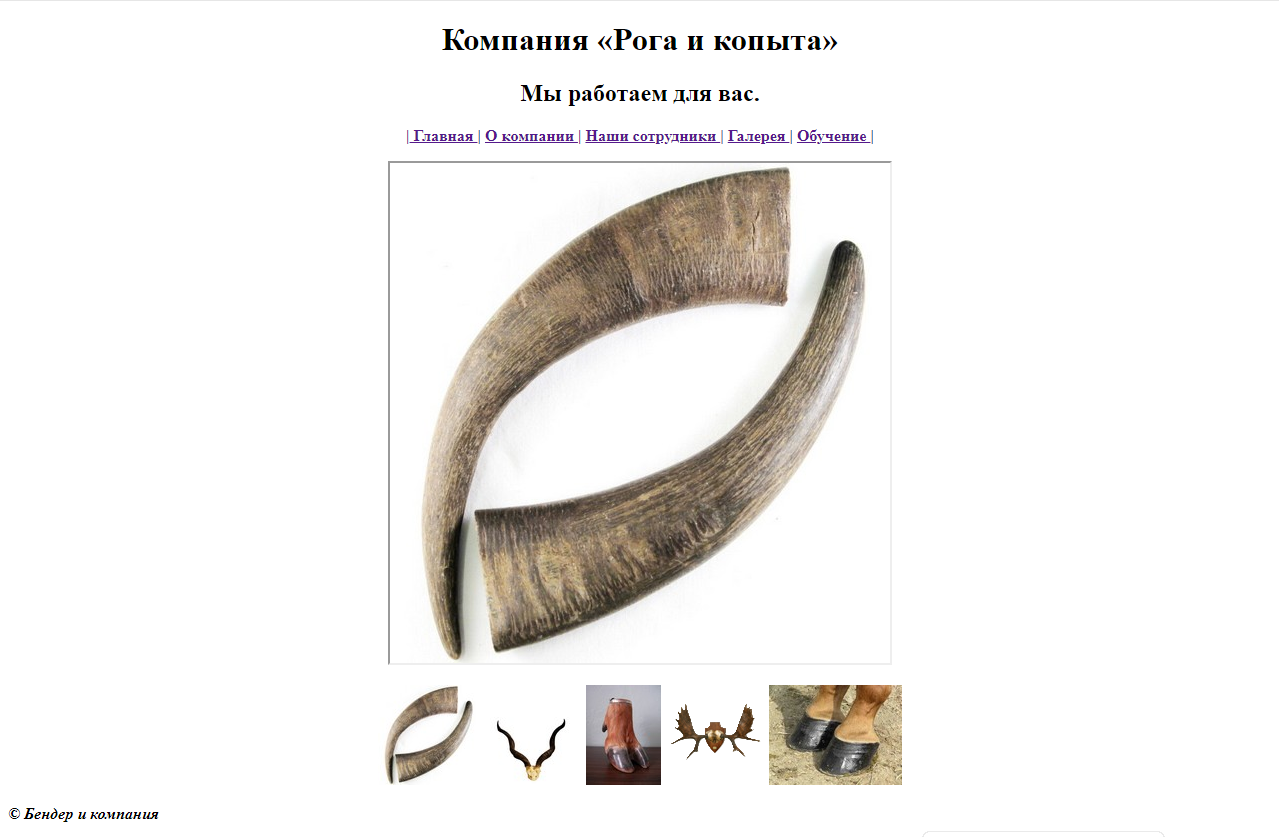 Компания «Рога и копыта»
Мы работаем для вас.
| Главная | О компании | Наши сотрудники | Галерея | Обучение |
© Бендер и компания